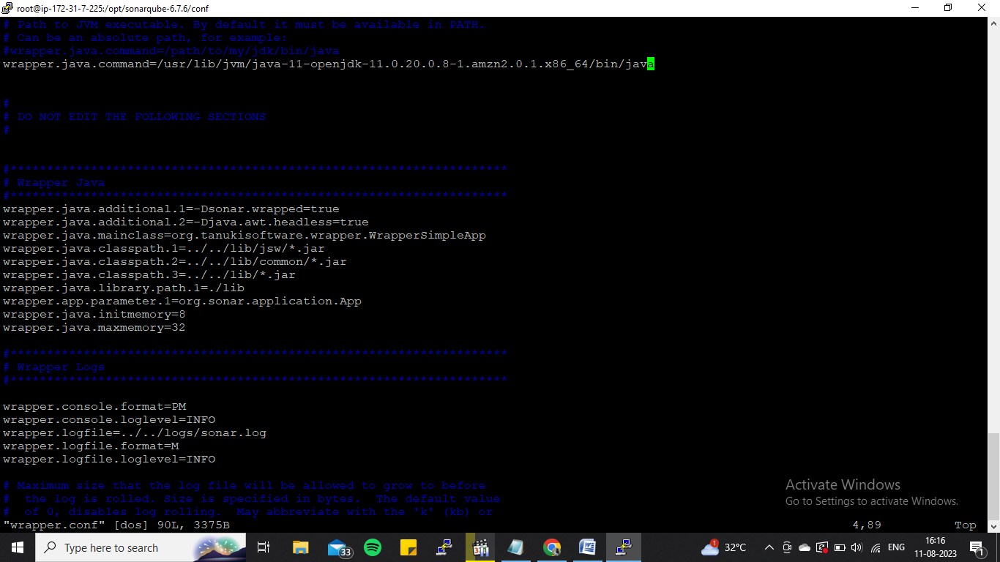 root@ip-172-31-7-225:/opt/sonarqube-6.7.6/conf
# Path to JVM executable. By default it must be available in PATH.
# Can be an absolute path, for example:
#wrapper.java.command=/path/to/my/jdk/bin/java
wrapper.java.command=/usr/lib/jvm/java-11-openjdk-11.0.20.0.8-1.amzn2.0.1.x86_64/bin/java
#
# DO NOT EDIT THE FOLLOWING SECTIONS
#
#********************************************************************
# Wrapper Java
#********************************************************************
wrapper.java.additional.1=-Dsonar.wrapped=true
wrapper.java.additional.2=-Djava.awt.headless=true
wrapper.java.mainclass=org.tanukisoftware.wrapper.WrapperSimpleApp
wrapper.java.classpath.1=../../lib/jsw/*.jar
wrapper.java.classpath.2=../../lib/common/*.jar
wrapper.java.classpath.3=../../lib/*.jar
wrapper.java.library.path.1=./lib
wrapper.app.parameter.1=org.sonar.application.App
wrapper.java.initmemory=8
wrapper.java.maxmemory=32
#********************************************************************
# Wrapper Logs
#********************************************************************
wrapper.console.format=PM
wrapper.console.loglevel=INFO
wrapper.logfile=../../logs/sonar.log
wrapper.logfile.format=M
wrapper.logfile.loglevel=INFO
# Maximum size that the log file will be allowed to grow to before
#  the log is rolled. Size is specified in bytes.  The default value
#  of 0, disables log rolling.  May abbreviate with the 'k' (kb) or
"wrapper.conf" [dos] 90L, 3375B 4,89 Top
Activate Windows
Go to Settings to activate Windows.
Type here to search
33
1
32°C
ENG
16:16
11-08-2023
1